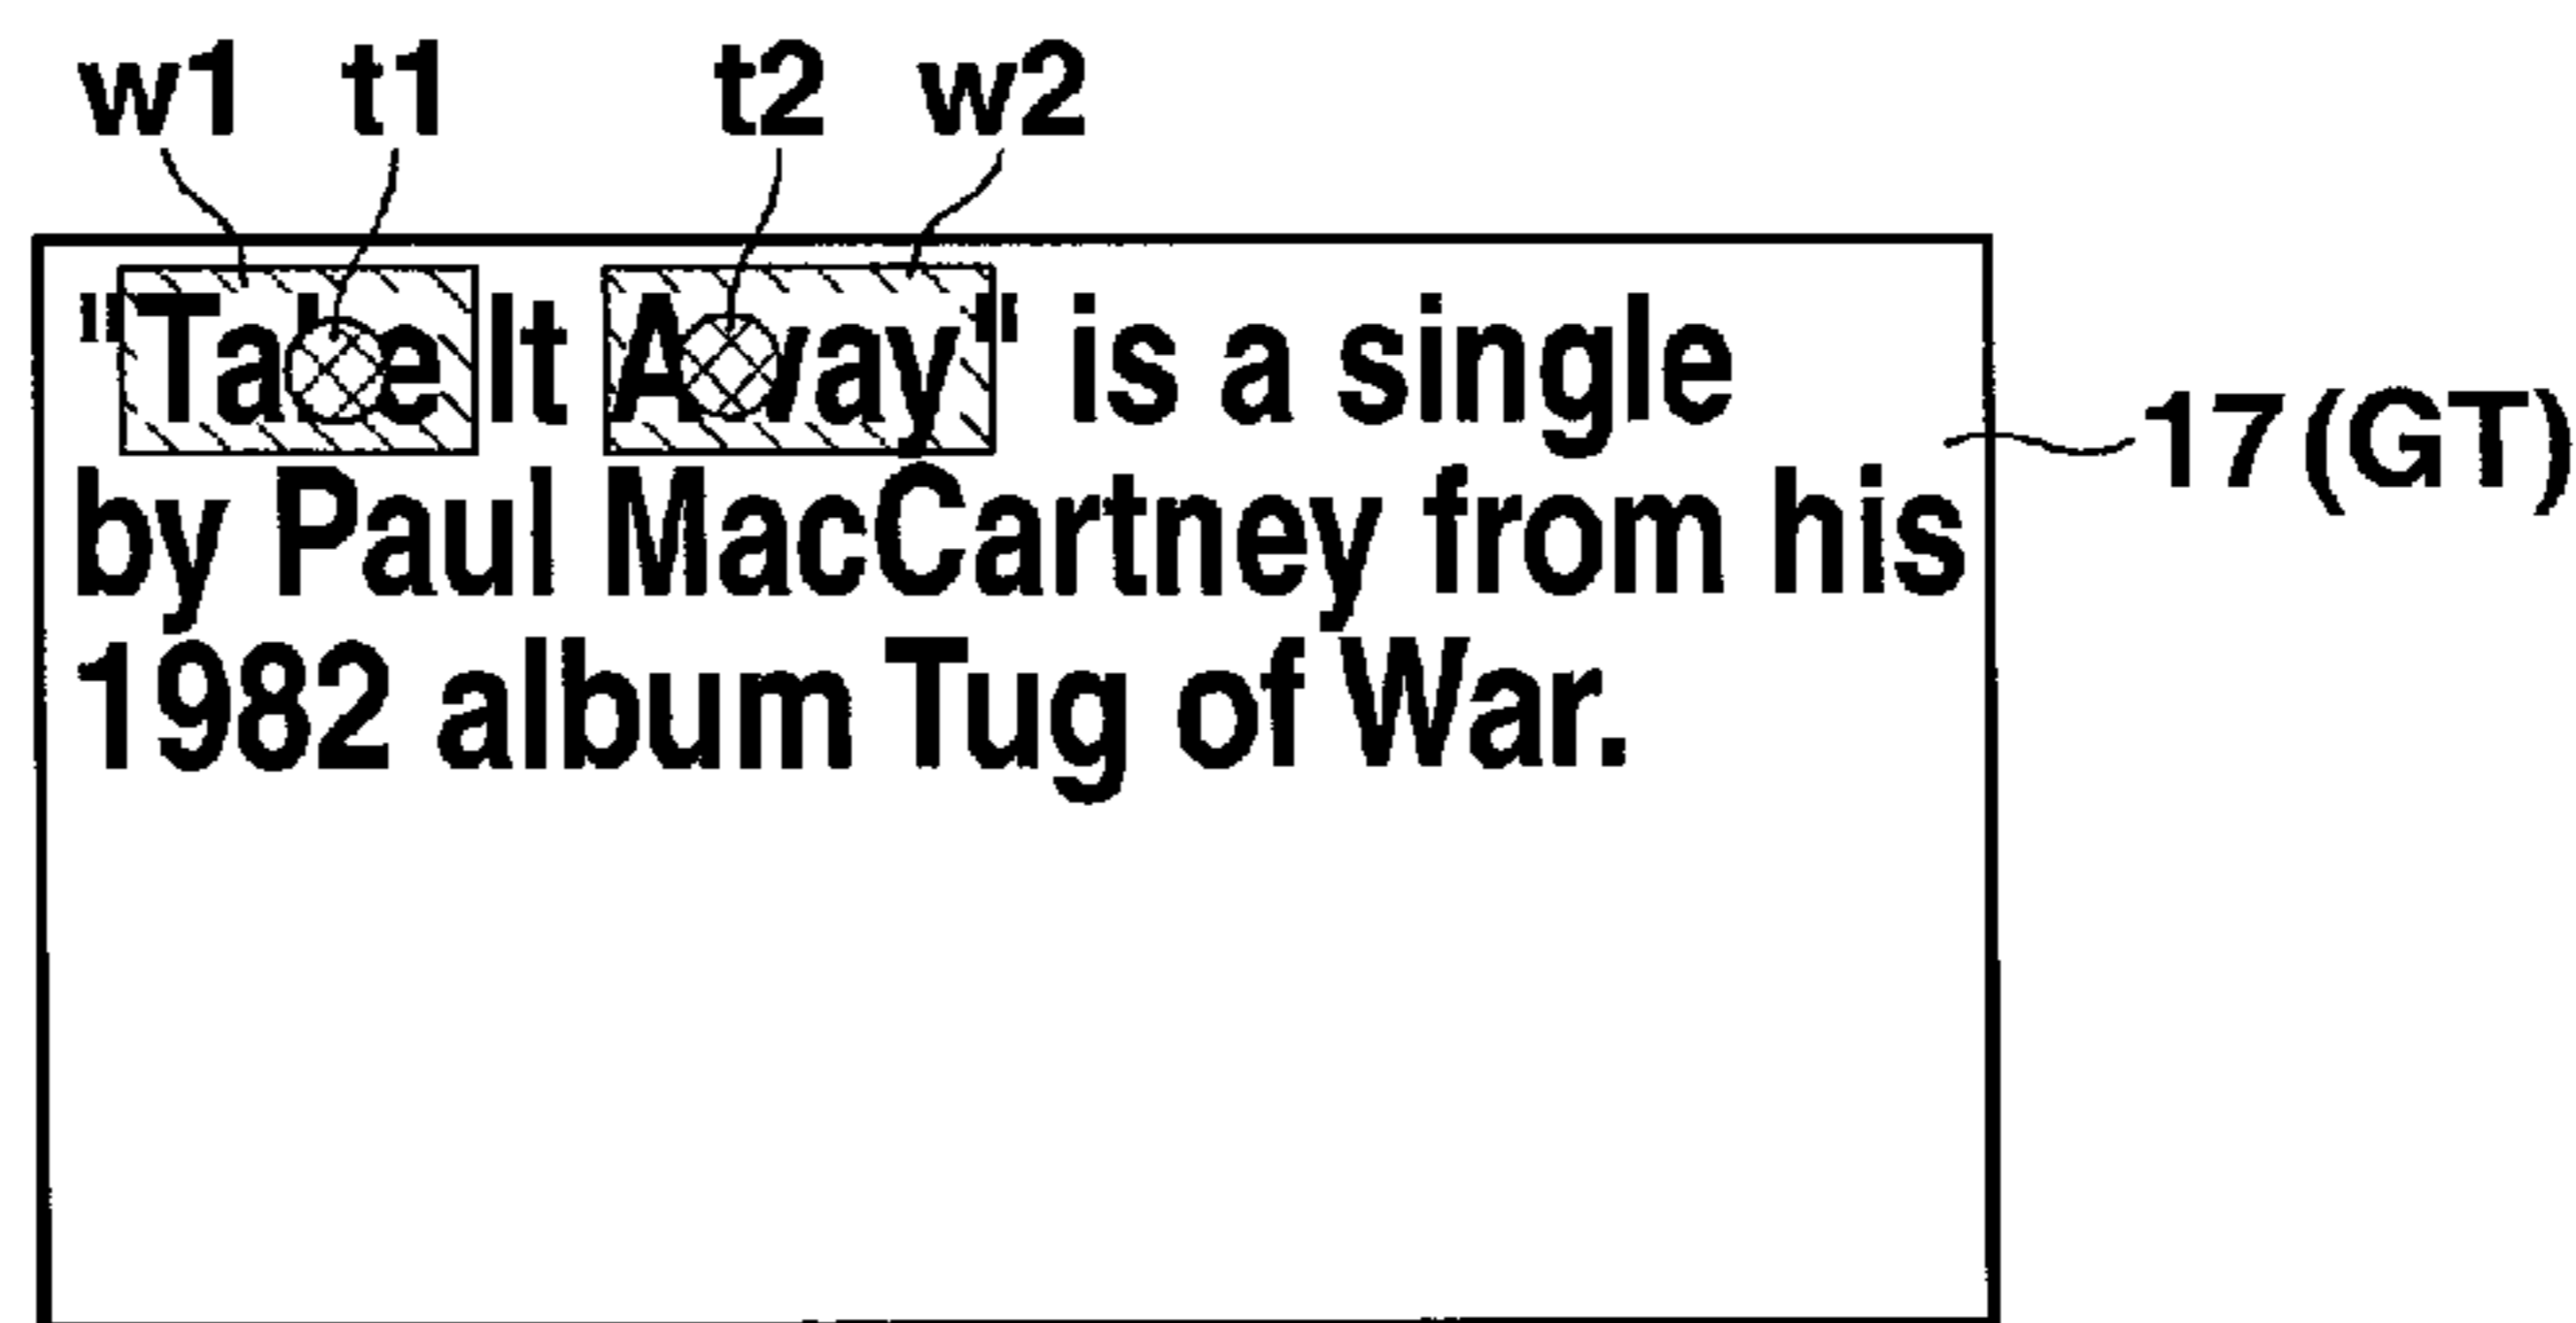 w1 t1 t2 w2
"Take It Away" is a single
17(GT)
by Paul MacCartney from his
1982 album Tug of War.